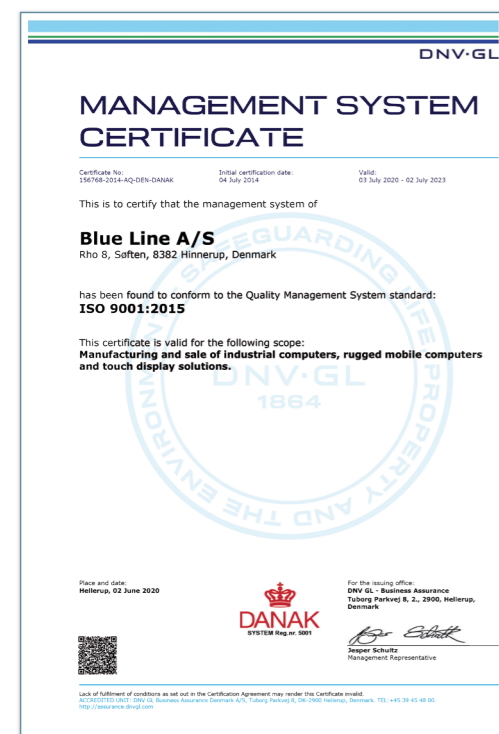 DNV·GL
MANAGEMENT SYSTEM
CERTIFICATE
Certificate No:
156768-2014-AQ-DEN-DANAK
Initial certification date:
04 July 2014
Valid:
03 July 2020 - 02 July 2023
This is to certify that the management system of
Blue Line A/S
Rho 8, Søften, 8382 Hinnerup, Denmark
has been found to conform to the Quality Management System standard:
ISO 9001:2015
This certificate is valid for the following scope:
Manufacturing and sale of industrial computers, rugged mobile computers
and touch display solutions.
SAFEGUARDING LIFE PROPERTY AND THE ENVIRONMENT
DNV·GL
1864
Place and date:
Hellerup, 02 June 2020
DANAK
SYSTEM Reg.nr. 5001
For the issuing office:
DNV GL - Business Assurance
Tuborg Parkvej 8, 2., 2900, Hellerup,
Denmark
Jesper Schultz
Management Representative
Lack of fulfilment of conditions as set out in the Certification Agreement may render this Certificate invalid.
ACCREDITED UNIT: DNV GL Business Assurance Denmark A/S, Tuborg Parkvej 8, DK-2900 Hellerup, Denmark. TEL: +45 39 45 48 00.
http://assurance.dnvgl.com